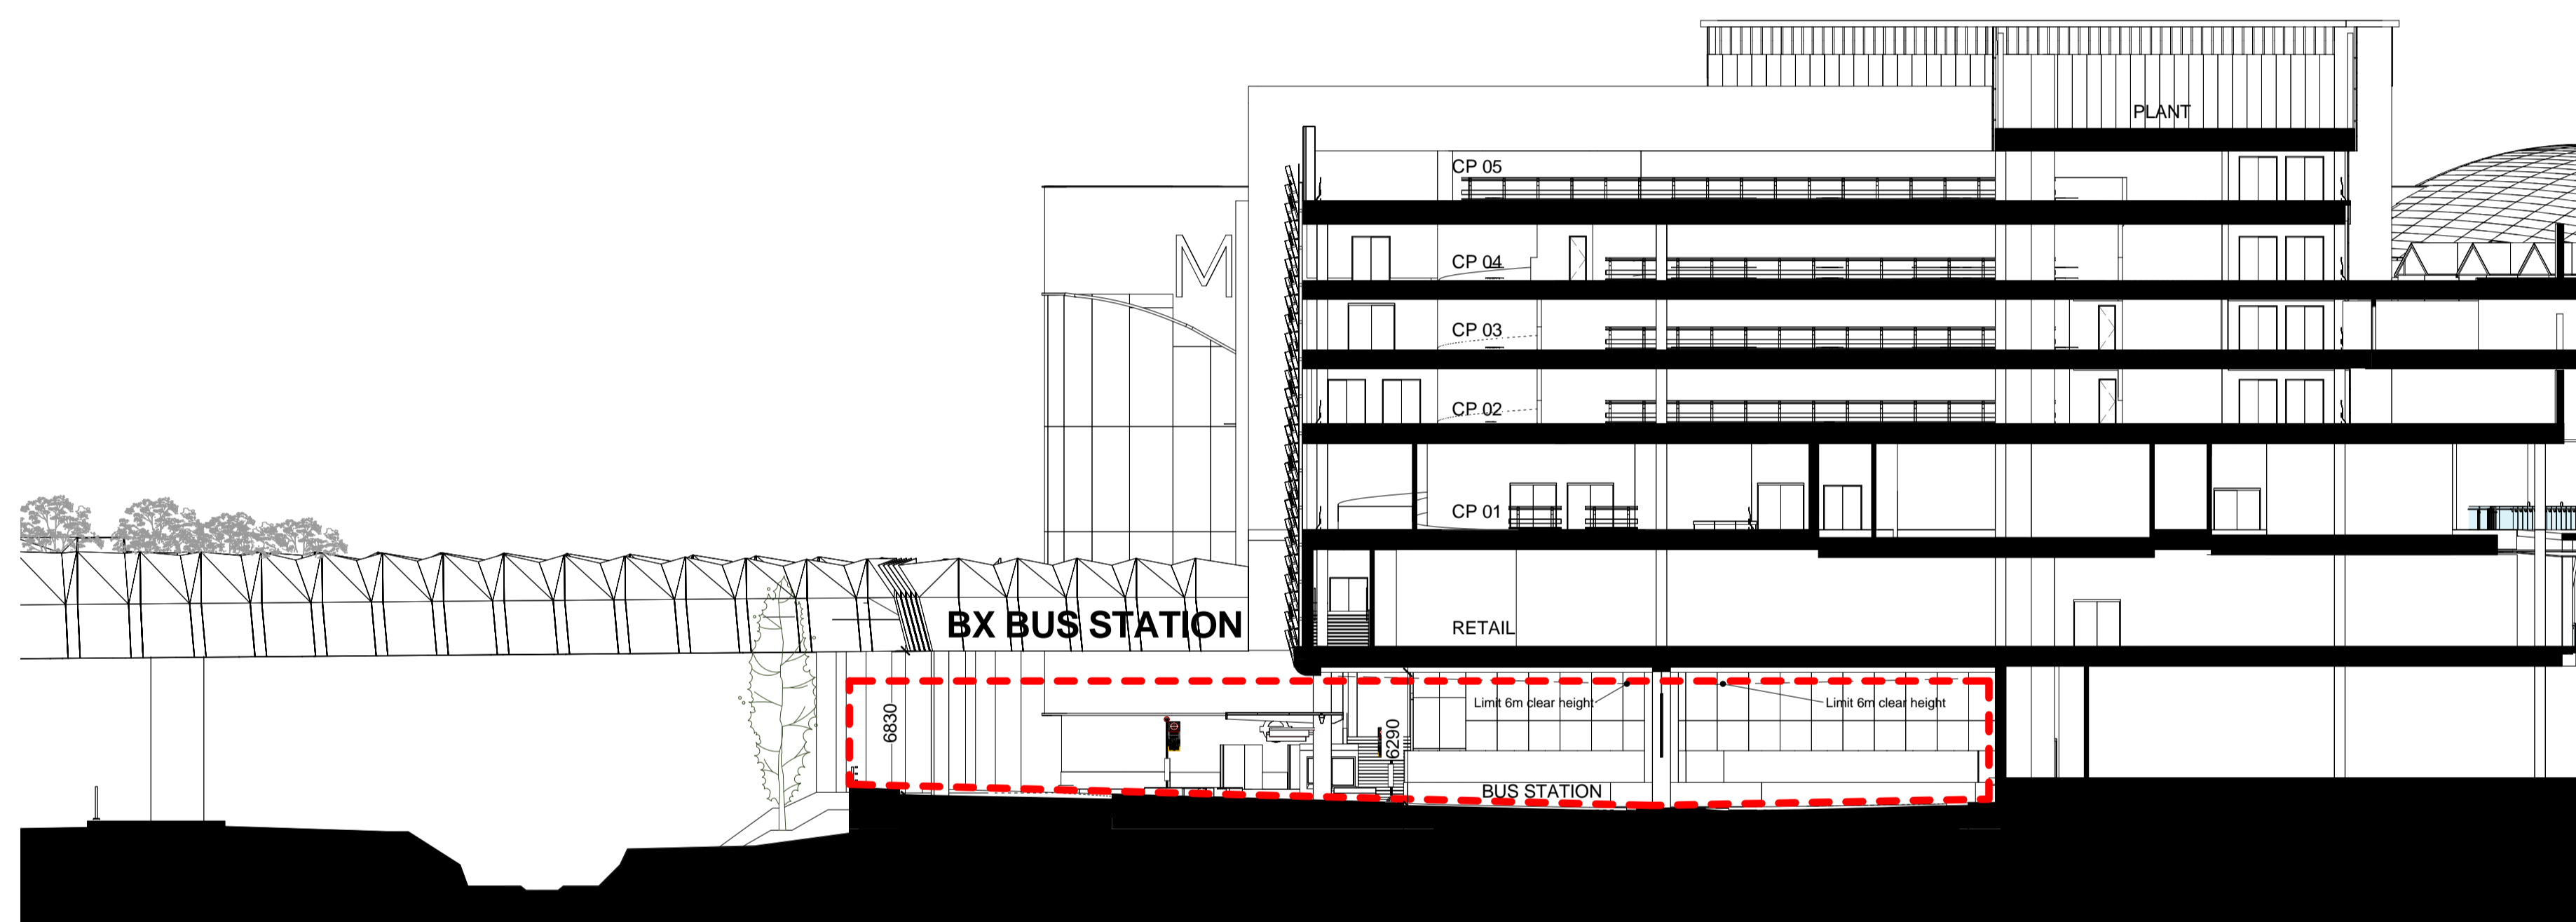 PLANT
CP 05
M
CP 04
CP 03
CP 02
CP 01
BX BUS STATION
RETAIL
6830
6290
Limit 6m clear height
Limit 6m clear height
BUS STATION